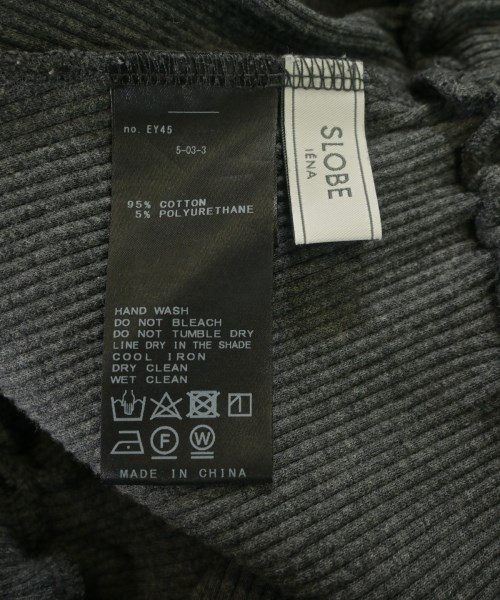 no. EY45
5-03-3
95% COTTON
5% POLYURETHANE
HAND WASH
DO NOT BLEACH
DO NOT TUMBLE DRY
LINE DRY IN THE SHADE
COOL IRON
DRY CLEAN
WET CLEAN
F W
MADE IN CHINA
SLOBE
IÉNA